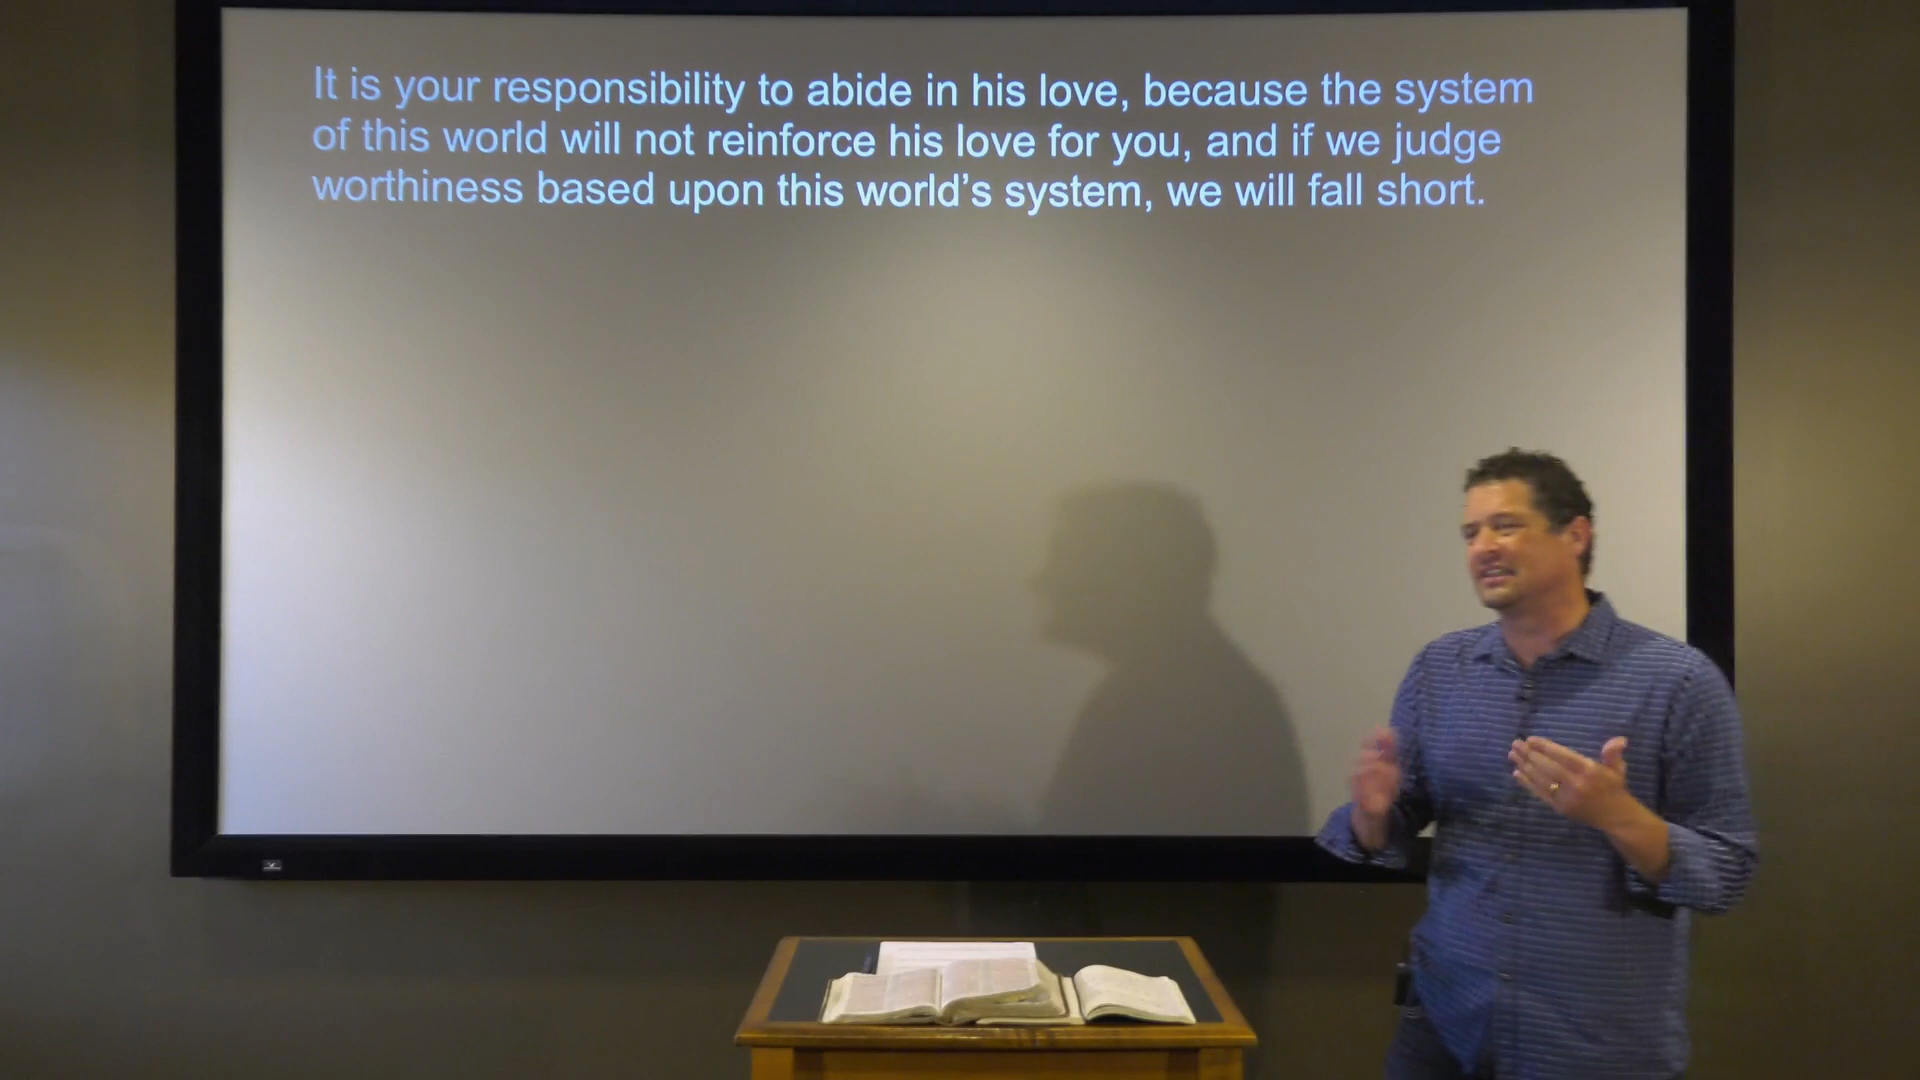 It is your responsibility to abide in his love, because the system
of this world will not reinforce his love for you, and if we judge
worthiness based upon this world’s system, we will fall short.